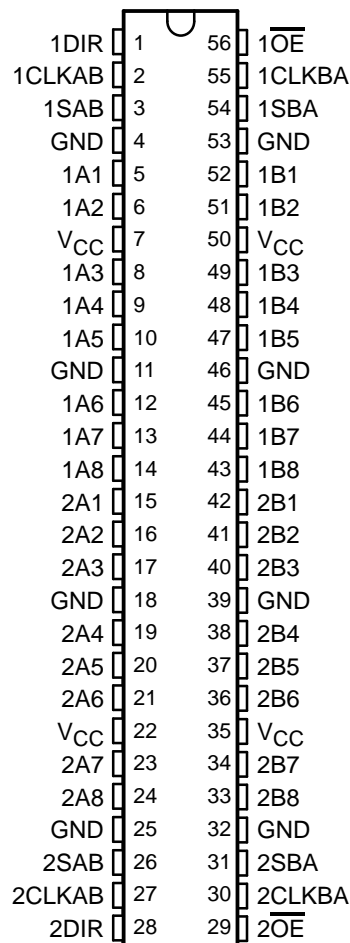 1DIR 1 56 1O̅E̅
1CLKAB 2 55 1CLKBA
1SAB 3 54 1SBA
GND 4 53 GND
1A1 5 52 1B1
1A2 6 51 1B2
VCC 7 50 VCC
1A3 8 49 1B3
1A4 9 48 1B4
1A5 10 47 1B5
GND 11 46 GND
1A6 12 45 1B6
1A7 13 44 1B7
1A8 14 43 1B8
2A1 15 42 2B1
2A2 16 41 2B2
2A3 17 40 2B3
GND 18 39 GND
2A4 19 38 2B4
2A5 20 37 2B5
2A6 21 36 2B6
VCC 22 35 VCC
2A7 23 34 2B7
2A8 24 33 2B8
GND 25 32 GND
2SAB 26 31 2SBA
2CLKAB 27 30 2CLKBA
2DIR 28 29 2O̅E̅